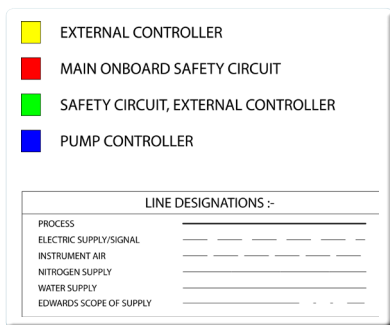 EXTERNAL CONTROLLER
MAIN ONBOARD SAFETY CIRCUIT
SAFETY CIRCUIT, EXTERNAL CONTROLLER
PUMP CONTROLLER
LINE DESIGNATIONS :-
PROCESS
ELECTRIC SUPPLY/SIGNAL
INSTRUMENT AIR
NITROGEN SUPPLY
WATER SUPPLY
EDWARDS SCOPE OF SUPPLY